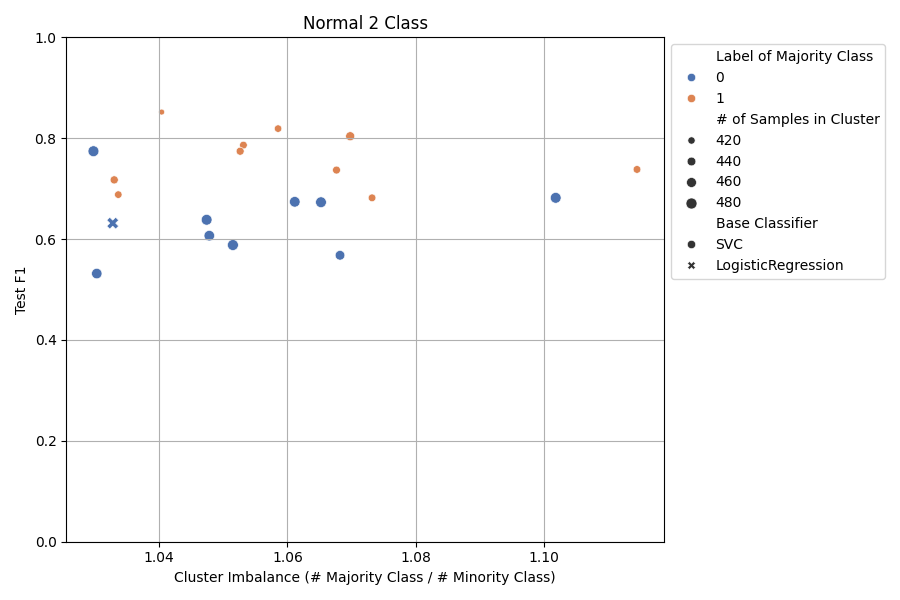 Normal 2 Class
Test F1
1.0
0.8
0.6
0.4
0.2
0.0
1.04 1.06 1.08 1.10
Cluster Imbalance (# Majority Class / # Minority Class)
Label of Majority Class
0
1
# of Samples in Cluster
420
440
460
480
Base Classifier
SVC
LogisticRegression